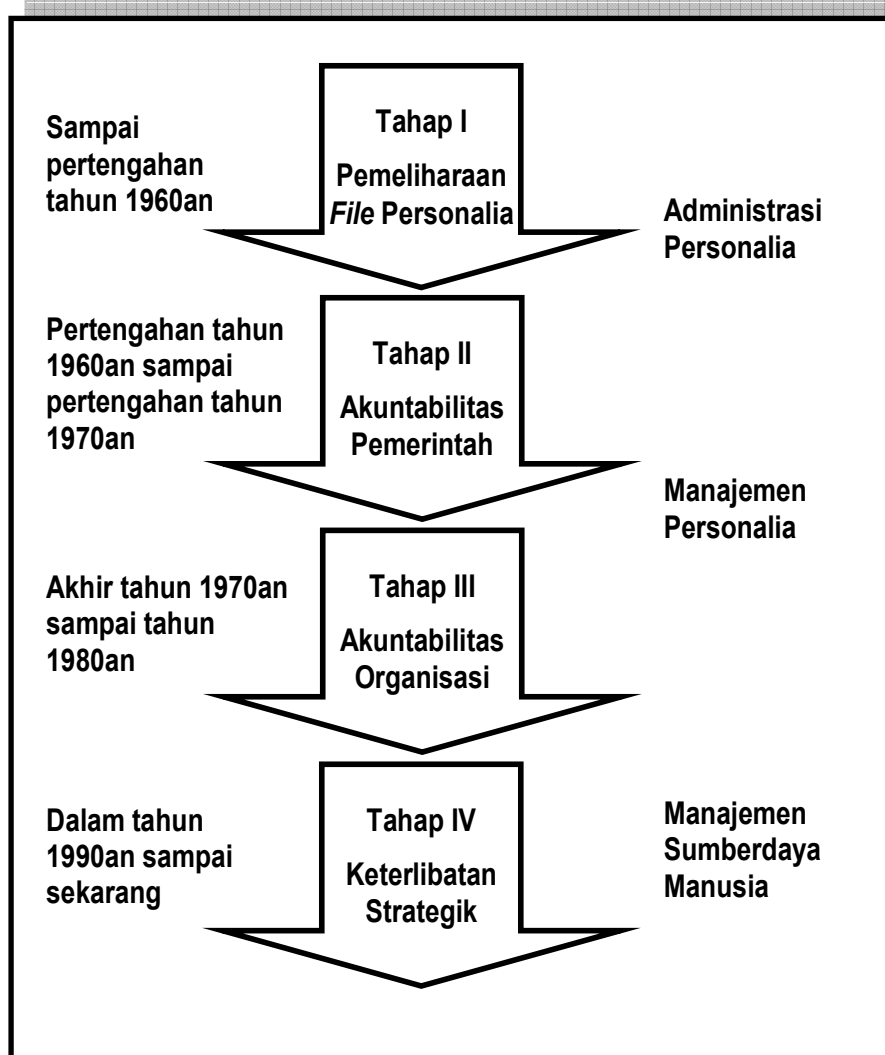 Sampai
pertengahan
tahun 1960an
Tahap I
Pemeliharaan
File Personalia
Administrasi
Personalia
Pertengahan tahun
1960an sampai
pertengahan tahun
1970an
Tahap II
Akuntabilitas
Pemerintah
Manajemen
Personalia
Akhir tahun 1970an
sampai tahun
1980an
Tahap III
Akuntabilitas
Organisasi
Dalam tahun
1990an sampai
sekarang
Tahap IV
Keterlibatan
Strategik
Manajemen
Sumberdaya
Manusia